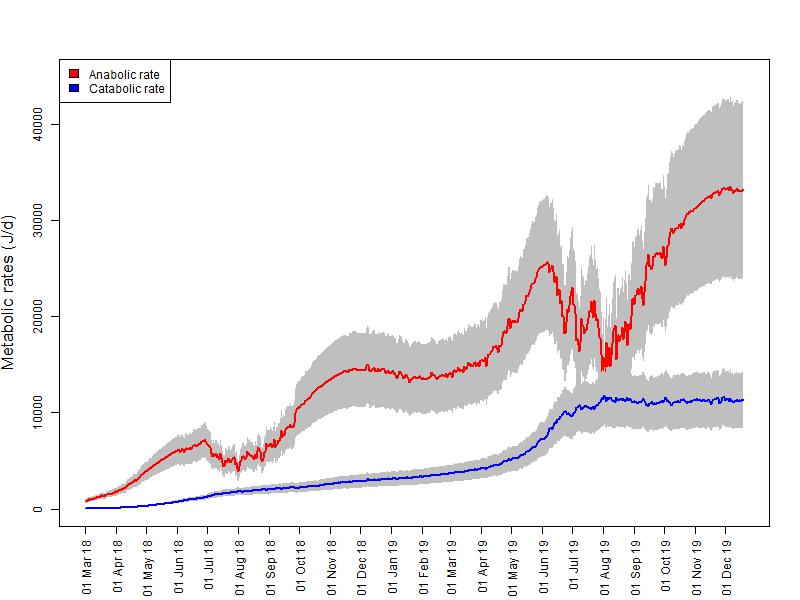 Anabolic rate
Catabolic rate
Metabolic rates (J/d)
40000
30000
20000
10000
0
01 Mar 18
01 Apr 18
01 May 18
01 Jun 18
01 Jul 18
01 Aug 18
01 Sep 18
01 Oct 18
01 Nov 18
01 Dec 18
01 Jan 19
01 Feb 19
01 Mar 19
01 Apr 19
01 May 19
01 Jun 19
01 Jul 19
01 Aug 19
01 Sep 19
01 Oct 19
01 Nov 19
01 Dec 19